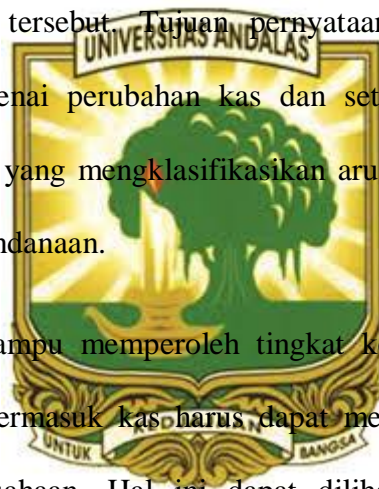 tersebut. Tujuan pernyataan
UNIVERSITAS ANDALAS
enai perubahan kas dan set
yang mengklasifikasikan aru
ndanaan.
ampu memperoleh tingkat k
ermasuk kas harus dapat me
KEDJAJAAN
UNTUK BANGSA
Hal ini dapat dilih